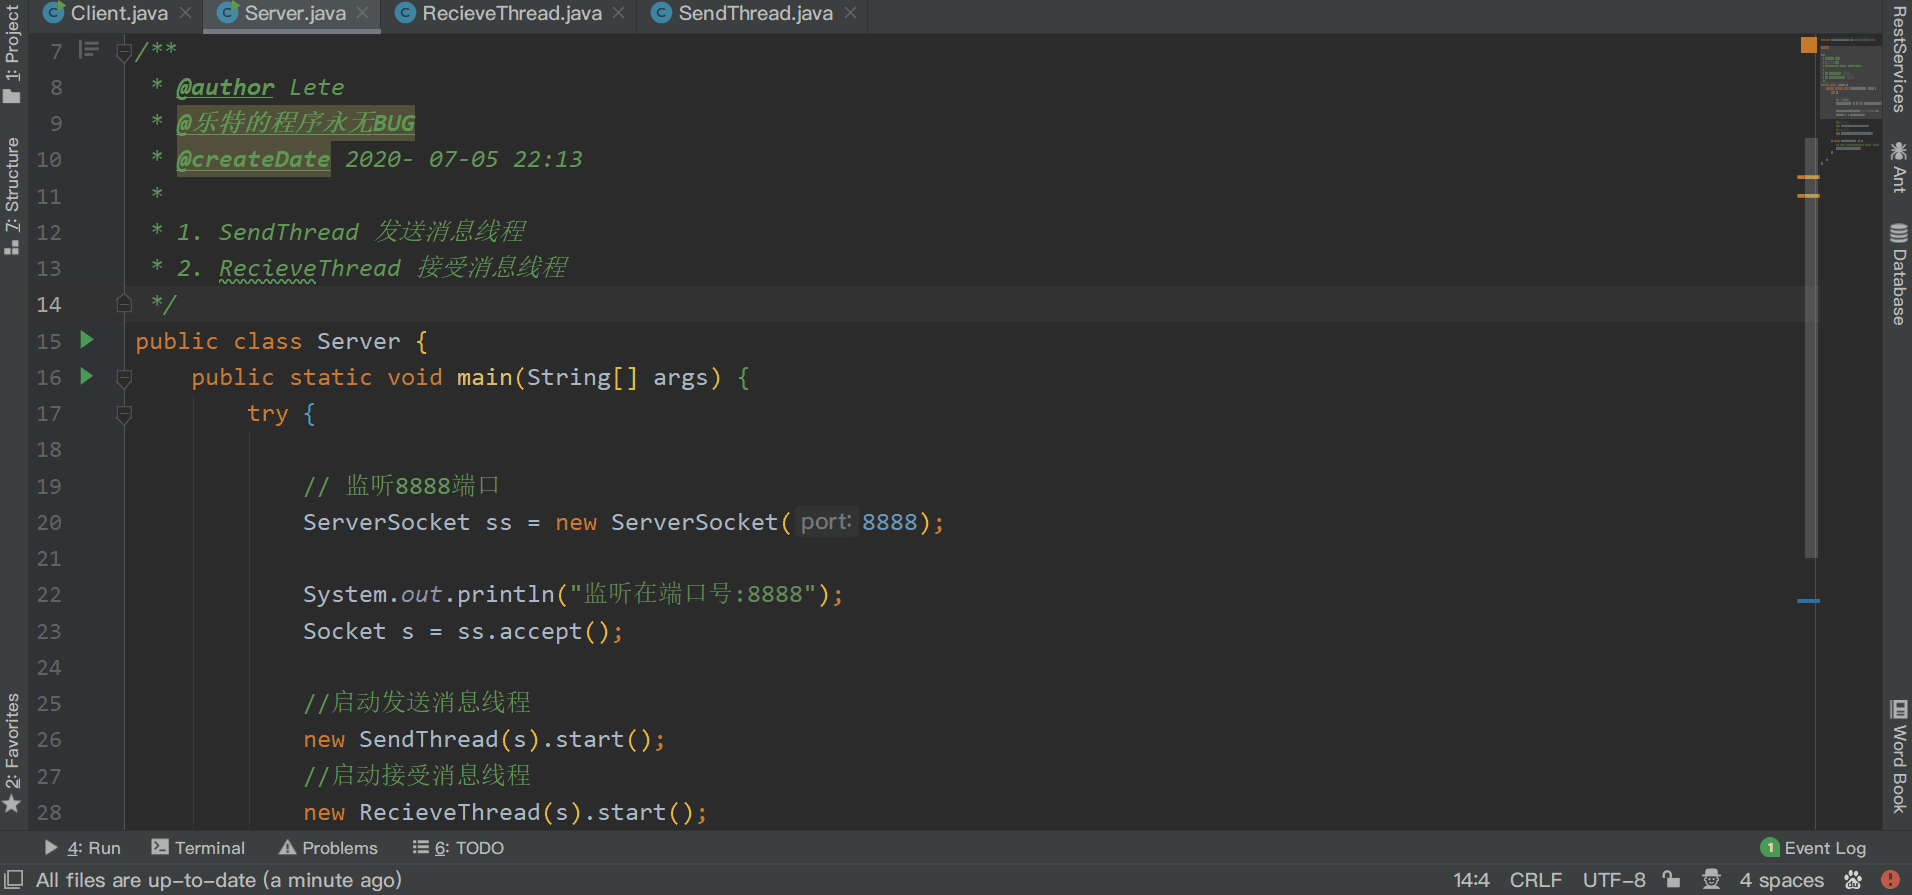 Client.java
Server.java
RecieveThread.java
SendThread.java
1: Project
7: Structure
2: Favorites
7 /**
8 * @author Lete
9 * @乐特的程序永无BUG
10 * @createDate 2020- 07-05 22:13
11 *
12 * 1. SendThread 发送消息线程
13 * 2. RecieveThread 接受消息线程
14 */
15 public class Server {
16 public static void main(String[] args) {
17 try {
18
19 // 监听8888端口
20 ServerSocket ss = new ServerSocket( port: 8888);
21
22 System.out.println("监听在端口号:8888");
23 Socket s = ss.accept();
24
25 //启动发送消息线程
26 new SendThread(s).start();
27 //启动接受消息线程
28 new RecieveThread(s).start();
RestServices
Ant
Database
Word Book
4: Run
Terminal
Problems
6: TODO
1 Event Log
All files are up-to-date (a minute ago)
14:4 CRLF UTF-8 4 spaces du